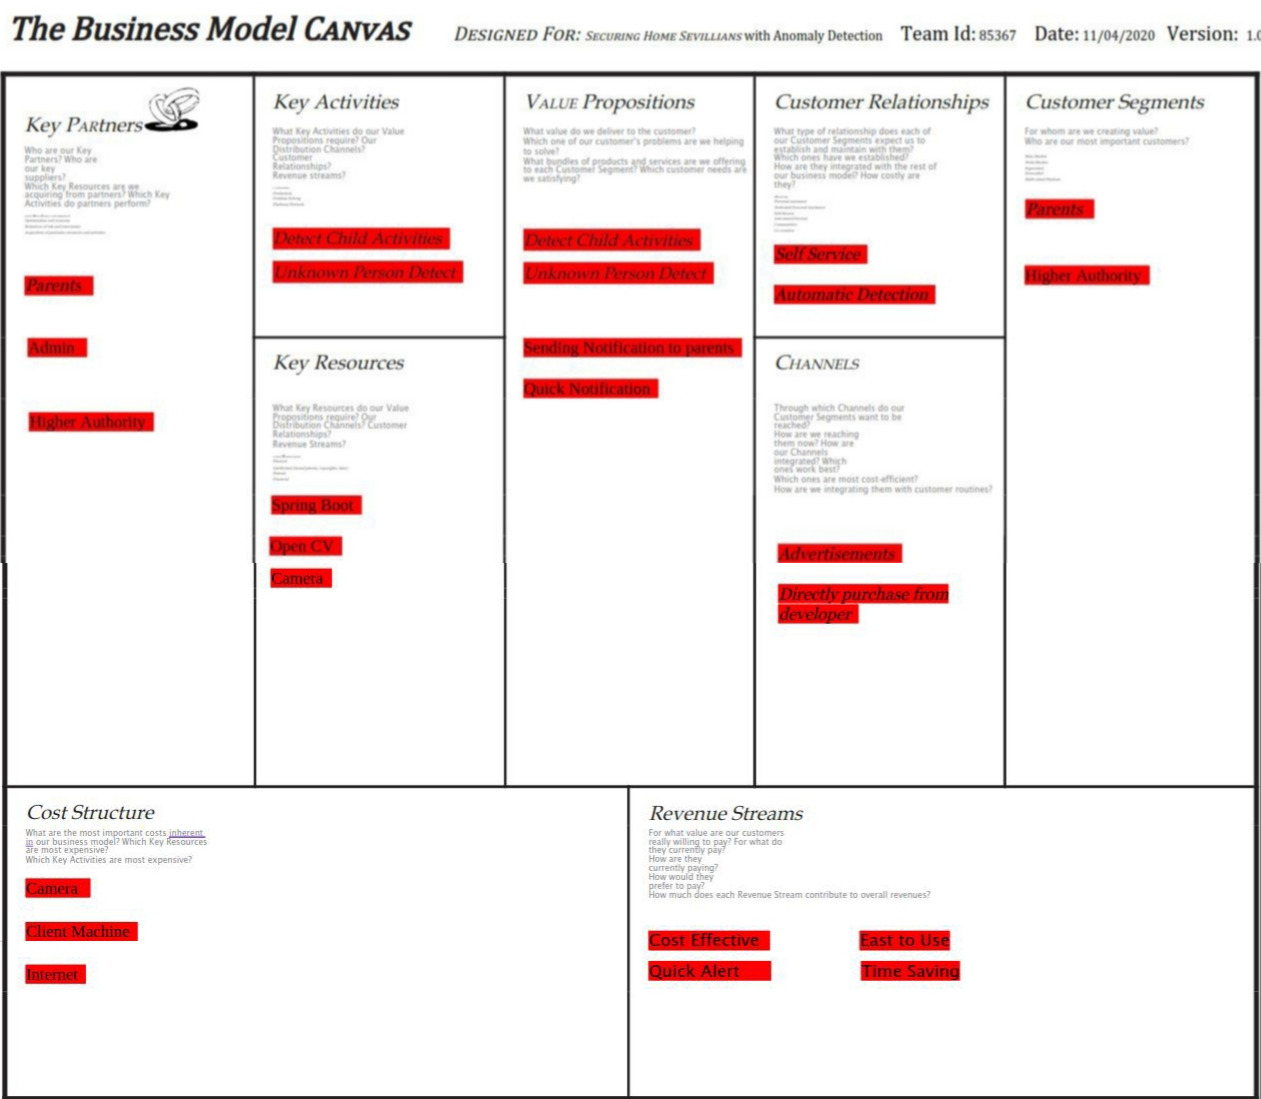 The Business Model CANVAS
DESIGNED FOR: SECURING HOME SEVILLIANS with Anomaly Detection Team Id: 85367 Date: 11/04/2020 Version: 1.0
Key PARtners
Who are our Key
Partners? Who are
our key
suppliers?
Which Key Resources are we
acquiring from partners? Which Key
Activities do partners perform?
Parents
Admin
Higher Authority
Key Activities
What Key Activities do our Value
Propositions require? Our
Distribution Channels?
Customer
Relationships?
Revenue streams?
Detect Child Activities
Unknown Person Detect
Key Resources
What Key Resources do our Value
Propositions require? Our
Distribution Channels? Customer
Relationships?
Revenue Streams?
Spring Boot
Open CV
Camera
VALUE Propositions
What value do we deliver to the customer?
Which one of our customer's problems are we helping
to solve?
What bundles of products and services are we offering
to each Customer Segment? Which customer needs are
we satisfying?
Detect Child Activities
Unknown Person Detect
Sending Notification to parents
Quick Notification
Customer Relationships
What type of relationship does each of
our Customer Segments expect us to
establish and maintain with them?
Which ones have we established?
How are they integrated with the rest of
our business model? How costly are
they?
Self Service
Automatic Detection
CHANNELS
Through which Channels do our
Customer Segments want to be
reached?
How are we reaching
them now? How are
our Channels
integrated? Which
ones work best?
Which ones are most cost-efficient?
How are we integrating them with customer routines?
Advertisements
Directly purchase from
developer
Customer Segments
For whom are we creating value?
Who are our most important customers?
Parents
Higher Authority
Cost Structure
What are the most important costs inherent
in our business model? Which Key Resources
are most expensive?
Which Key Activities are most expensive?
Camera
Client Machine
Internet
Revenue Streams
For what value are our customers
really willing to pay? For what do
they currently pay?
How are they
currently paying?
How would they
prefer to pay?
How much does each Revenue Stream contribute to overall revenues?
Cost Effective East to Use
Quick Alert Time Saving